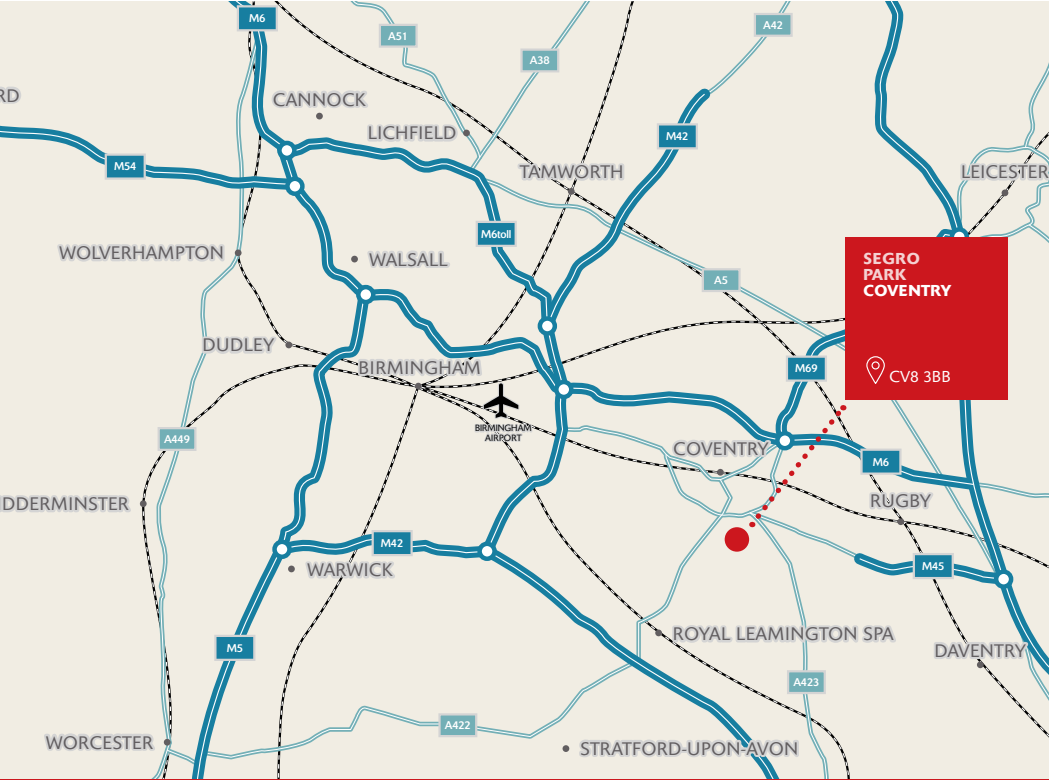 M6
A51
A42
A38
RD
CANNOCK
LICHFIELD
M42
M54
TAMWORTH
LEICESTER
M6toll
WOLVERHAMPTON
WALSALL
A5
SEGRO
PARK
COVENTRY
DUDLEY
BIRMINGHAM
M69
CV8 3BB
BIRMINGHAM
AIRPORT
A449
COVENTRY
M6
RUGBY
IDDERMINSTER
M42
WARWICK
M45
M5
ROYAL LEAMINGTON SPA
DAVENTRY
A423
A422
WORCESTER
STRATFORD-UPON-AVON